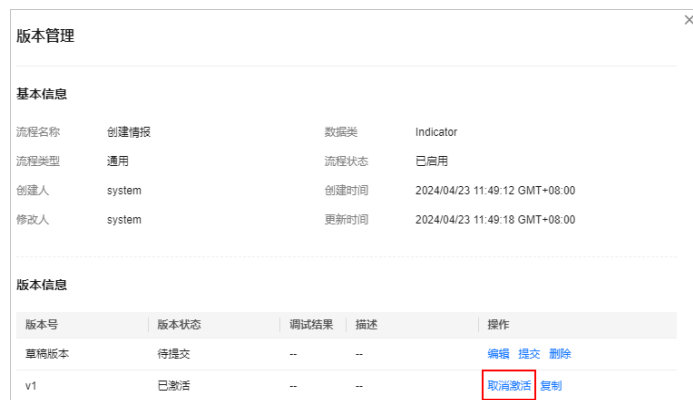 版本管理
基本信息
流程名称 创建情报 数据类 Indicator
流程类型 通用 流程状态 已启用
创建人 system 创建时间 2024/04/23 11:49:12 GMT+08:00
修改人 system 更新时间 2024/04/23 11:49:18 GMT+08:00
版本信息
版本号 版本状态 调试结果 描述 操作
草稿版本 待提交 -- -- 编辑 提交 删除
v1 已激活 -- -- 取消激活 复制